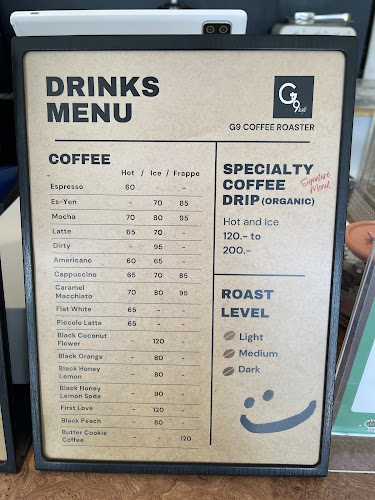 DRINKS
MENU
G9
G9 COFFEE ROASTER
COFFEE
Hot / Ice / Frappe
Espresso 60 - -
Es-Yen - 70 85
Mocha 70 80 95
Latte 65 70 -
Dirty - 95 -
Americano 60 65 -
Cappuccino 65 70 85
Caramel
Macchiato 70 80 95
Flat White 65 - -
Piccolo Latte 65 - -
Black Coconut
Flower - 120 -
Black Orange - 80 -
Black Honey
Lemon - 80 -
Black Honey
Lemon Soda - 90 -
First Love - 120 -
Black Peach - 80 -
Butter Cookie
Coffee - - 120
SPECIALTY
COFFEE
DRIP (ORGANIC)
Signature
Menu
Hot and Ice
120.- to
200.-
ROAST
LEVEL
Light
Medium
Dark